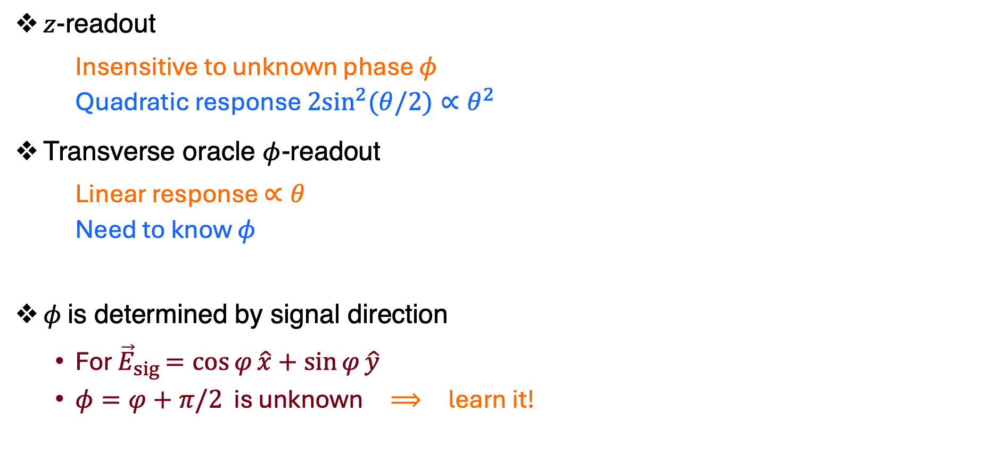 ❖ z-readout
Insensitive to unknown phase ϕ
Quadratic response 2sin²(θ/2) ∝ θ²
❖ Transverse oracle ϕ-readout
Linear response ∝ θ
Need to know ϕ
❖ ϕ is determined by signal direction
• For E⃗_sig = cos φ x̂ + sin φ ŷ
• ϕ = φ + π/2 is unknown ⟹ learn it!